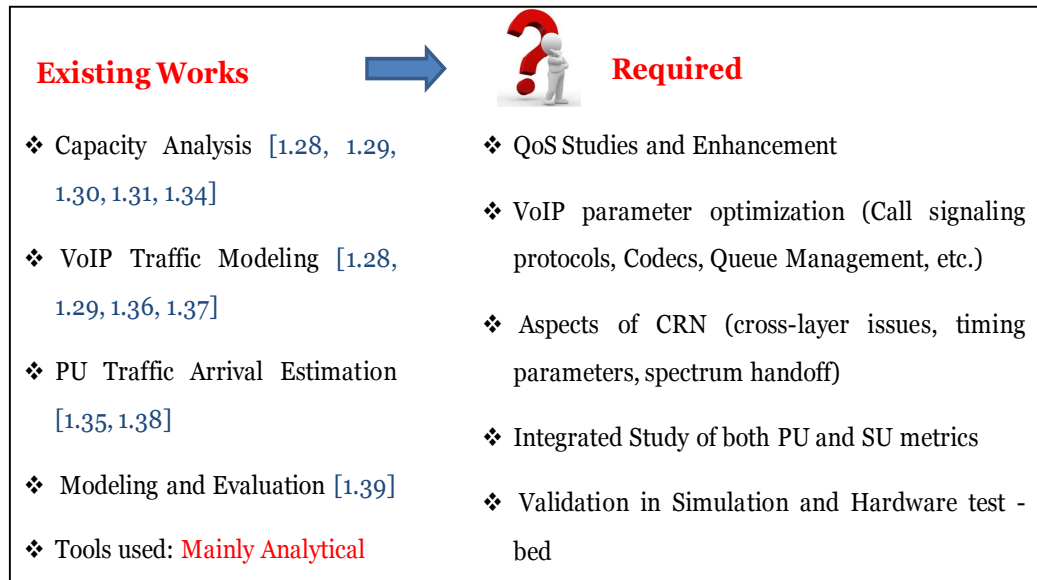 Existing Works
❖ Capacity Analysis [1.28, 1.29,
1.30, 1.31, 1.34]
❖ VoIP Traffic Modeling [1.28,
1.29, 1.36, 1.37]
❖ PU Traffic Arrival Estimation
[1.35, 1.38]
❖ Modeling and Evaluation [1.39]
❖ Tools used: Mainly Analytical
?
Required
❖ QoS Studies and Enhancement
❖ VoIP parameter optimization (Call signaling
protocols, Codecs, Queue Management, etc.)
❖ Aspects of CRN (cross-layer issues, timing
parameters, spectrum handoff)
❖ Integrated Study of both PU and SU metrics
❖ Validation in Simulation and Hardware test -
bed